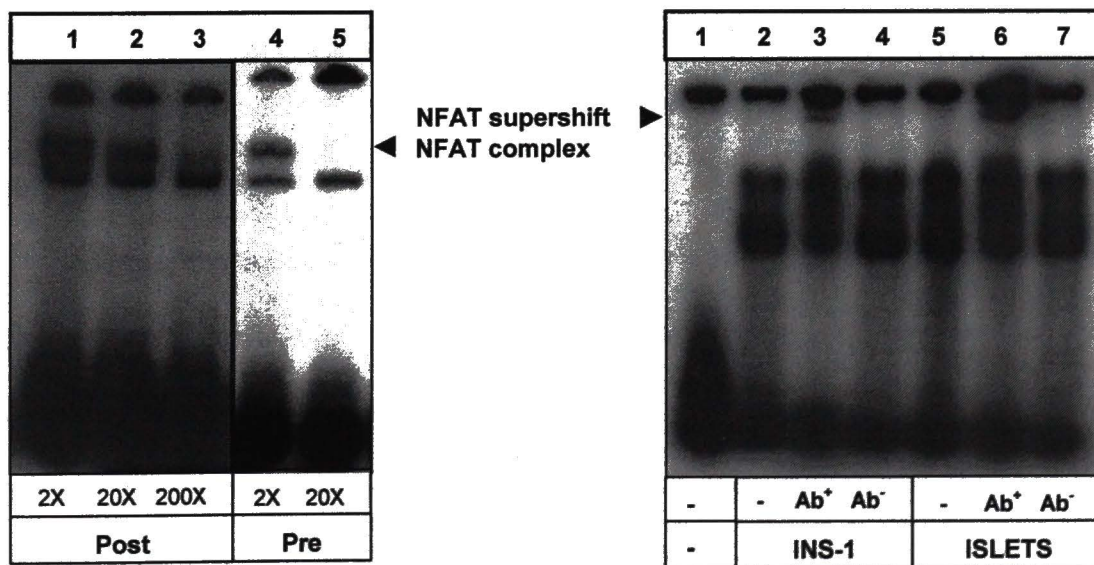 1 2 3 4 5
NFAT supershift
NFAT complex
2X 20X 200X 2X 20X
Post Pre
1 2 3 4 5 6 7
- - Ab⁺ Ab⁻ - Ab⁺ Ab⁻
- INS-1 ISLETS